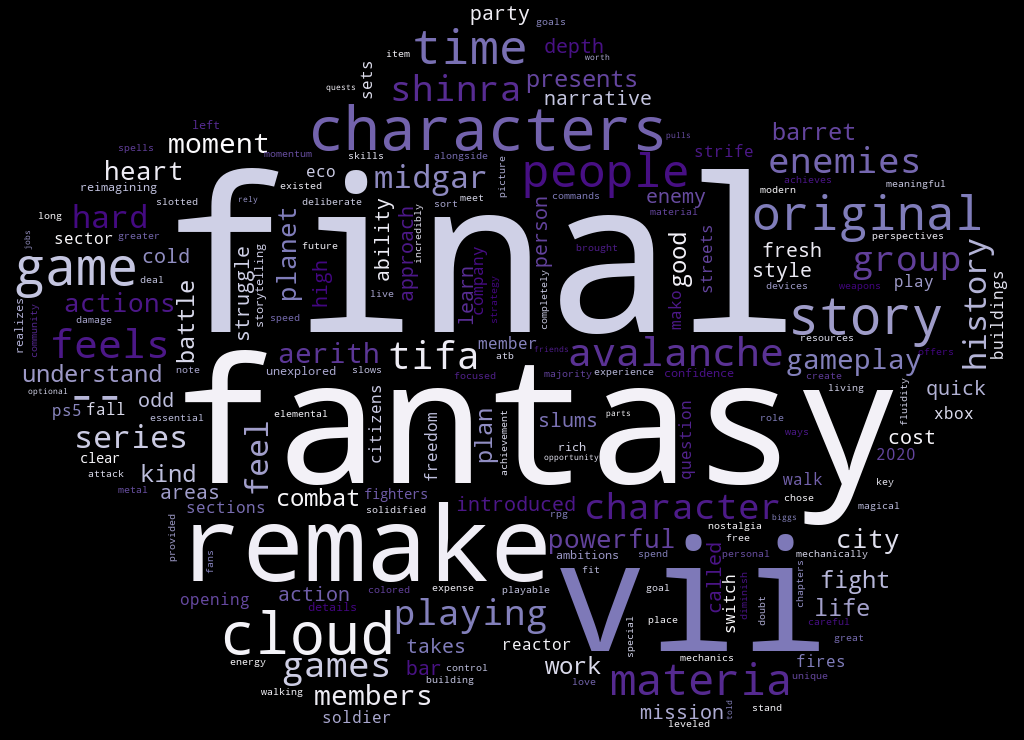 party
goals
time
item
depth
worth
quests
sets
shinra
presents
narrative
characters
pulls
left
barret
spells
moment
momentum
skills
alongside
strife
enemies
heart
eco
midgar
picture
people
enemy
achieves
meaningful
reimagining
existed
deliberate
modern
long
slotted
rely
sort
meet
commands
material
original
hard
planet
ability
approach
incredibly
person
perspectives
jobs
sector
greater
future
brought
good
streets
fresh
group
history
game
cold
struggle
storytelling
high
learn
company
strategy
completely
style
deal
final
live
mako
devices
play
weapons
buildings
actions
damage
speed
story
realizes
community
feels
battle
note
aerith
tifa
member
atb
friends
avalanche
resources
gameplay
offers
understand
unexplored
slows
focused
majority
experience
confidence
create
living
fluidity
quick
optional
fantasy
ps5
fall
odd
essential
elemental
citizens
freedom
plan
achievement
slums
parts
role
xbox
series
feel
rich
opportunity
question
ways
cost
clear
attack
kind
2020
metal
areas
combat
fighters
walk
key
sections
solidified
introduced
character
chose
magical
provided
fans
remake
rpg
biggs
nostalgia
free
powerful
city
ambitions
spend
personal
mechanically
vii
fit
called
diminish
switch
doubt
chapters
fight
opening
action
colored
expense
playable
goal
details
playing
place
life
careful
cloud
takes
reactor
special
great
energy
games
bar
control
building
work
mechanics
fires
love
unique
walking
members
materia
soldier
mission
told
stand
leveled